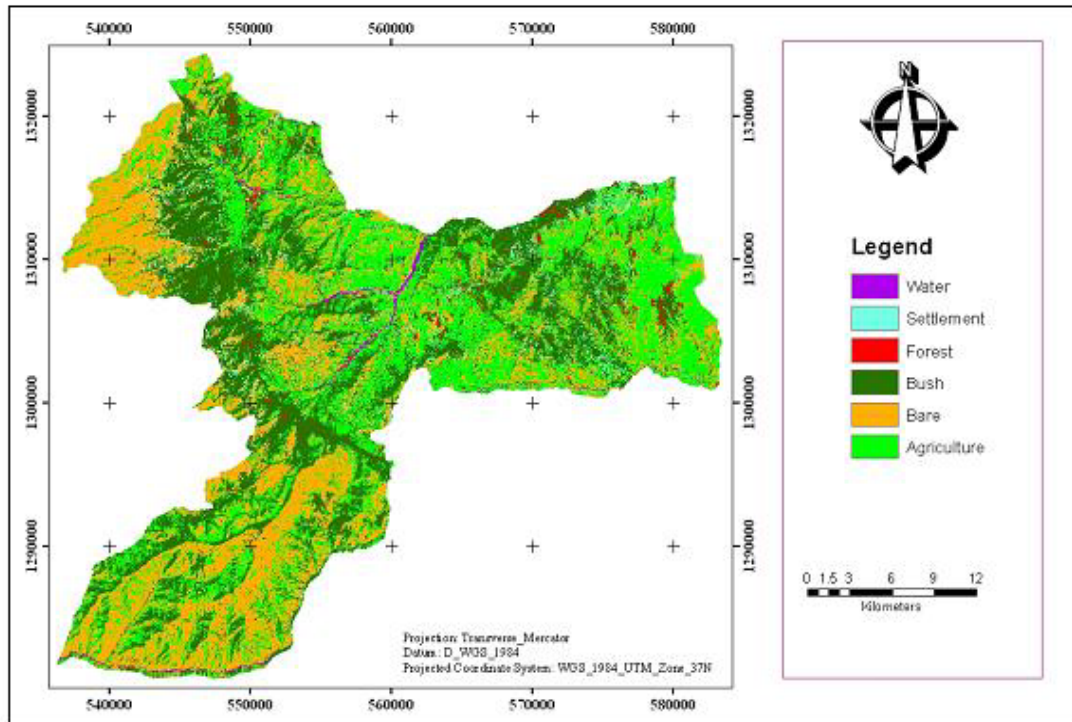 540000 550000 560000 570000 580000
1320000 1320000
1310000 1310000
1300000 1300000
1290000 1290000
540000 550000 560000 570000 580000
Projection: Transverse_Mercator
Datum: D_WGS_1984
Projected Coordinate System: WGS_1984_UTM_Zone_37N
N
Legend
Water
Settlement
Forest
Bush
Bare
Agriculture
0 1.5 3 6 9 12
Kilometers